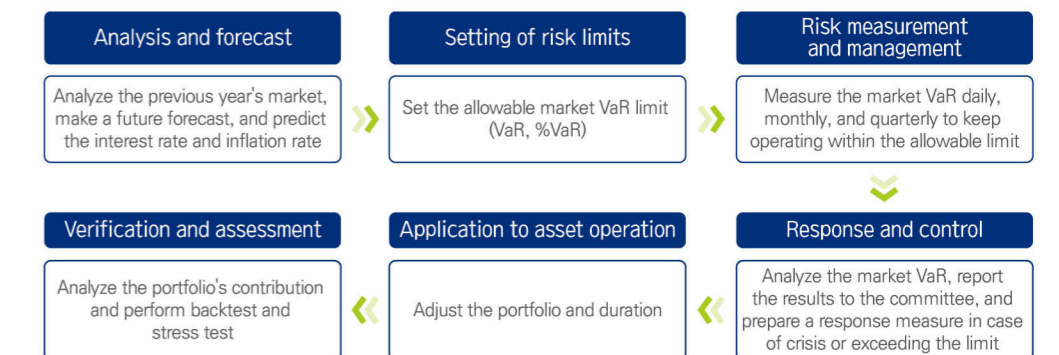 Analysis and forecast
Analyze the previous year's market,
make a future forecast, and predict
the interest rate and inflation rate
Setting of risk limits
Set the allowable market VaR limit
(VaR, %VaR)
Risk measurement
and management
Measure the market VaR daily,
monthly, and quarterly to keep
operating within the allowable limit
Response and control
Analyze the market VaR, report
the results to the committee, and
prepare a response measure in case
of crisis or exceeding the limit
Application to asset operation
Adjust the portfolio and duration
Verification and assessment
Analyze the portfolio's contribution
and perform backtest and
stress test